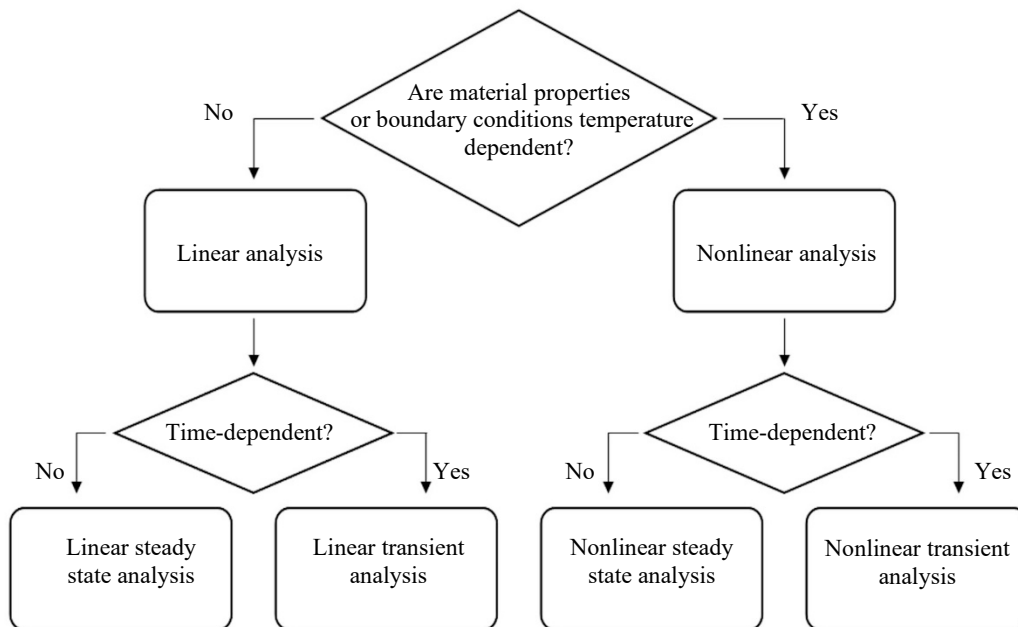 Are material properties
or boundary conditions temperature
dependent?
No
Yes
Linear analysis
Nonlinear analysis
Time-dependent?
Time-dependent?
No
Yes
No
Yes
Linear steady
state analysis
Linear transient
analysis
Nonlinear steady
state analysis
Nonlinear transient
analysis